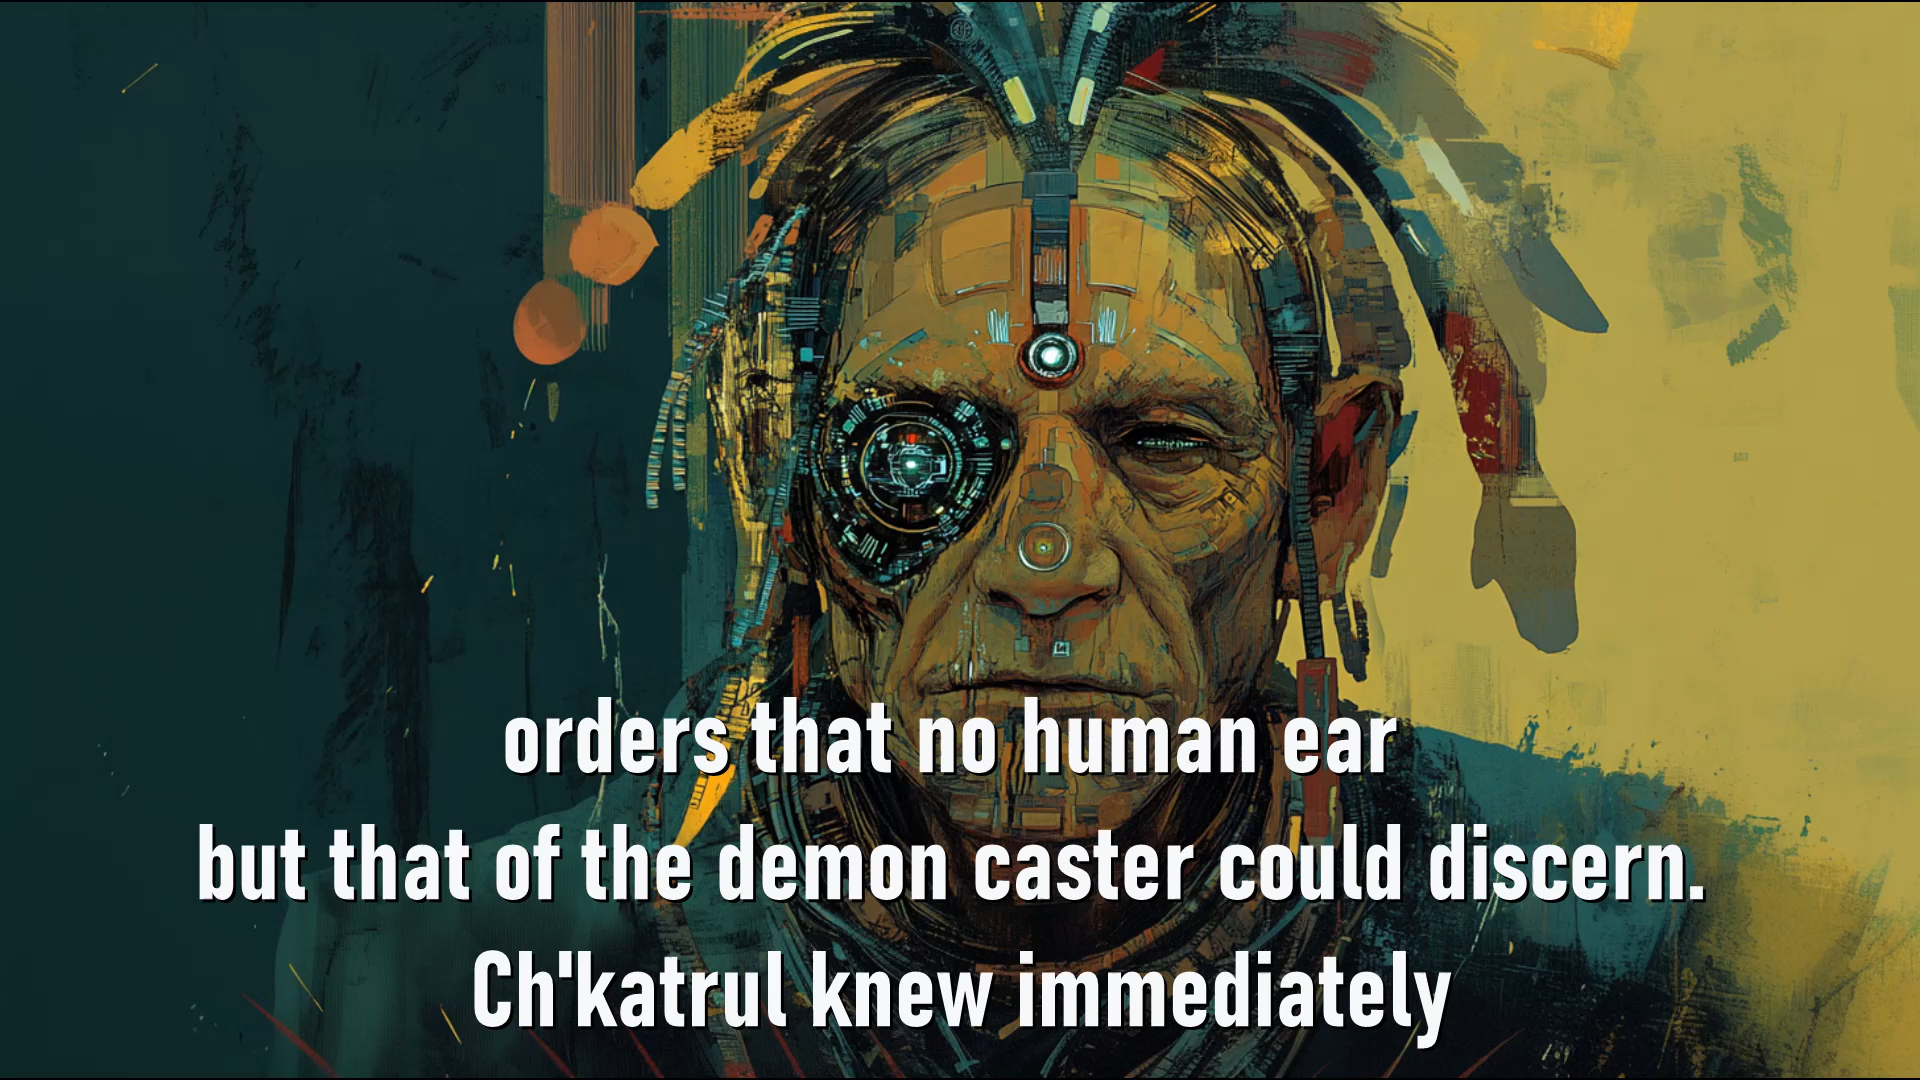 orders that no human ear
but that of the demon caster could discern.
Ch'katrul knew immediately